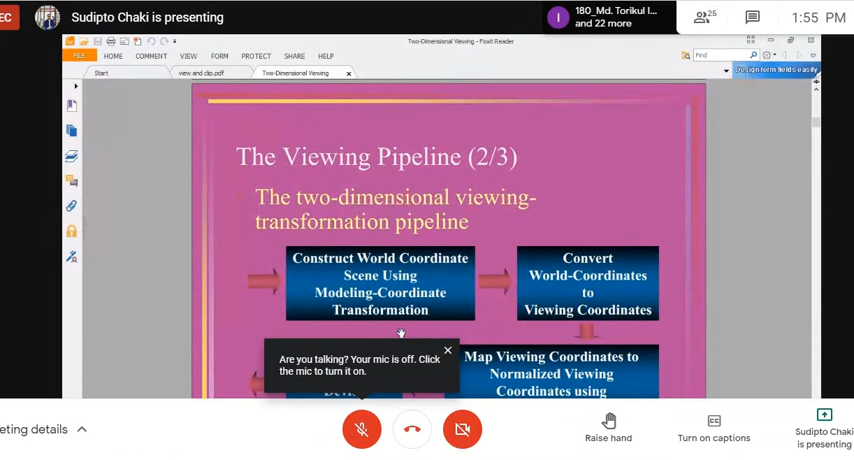 EC
Sudipto Chaki is presenting
180_Md. Torikul I...
and 22 more
25
1:55 PM
Two-Dimensional Viewing - Foxit Reader
FILE HOME COMMENT VIEW FORM PROTECT SHARE HELP
Find
Start view and clip.pdf Two-Dimensional Viewing
Design form fields easily
The Viewing Pipeline (2/3)
The two-dimensional viewing-
transformation pipeline
Construct World Coordinate
Scene Using
Modeling-Coordinate
Transformation
Convert
World-Coordinates
to
Viewing Coordinates
Map Viewing Coordinates to
Normalized Viewing
Coordinates using
Are you talking? Your mic is off. Click
the mic to turn it on.
eting details
Raise hand
Turn on captions
Sudipto Chaki
is presenting